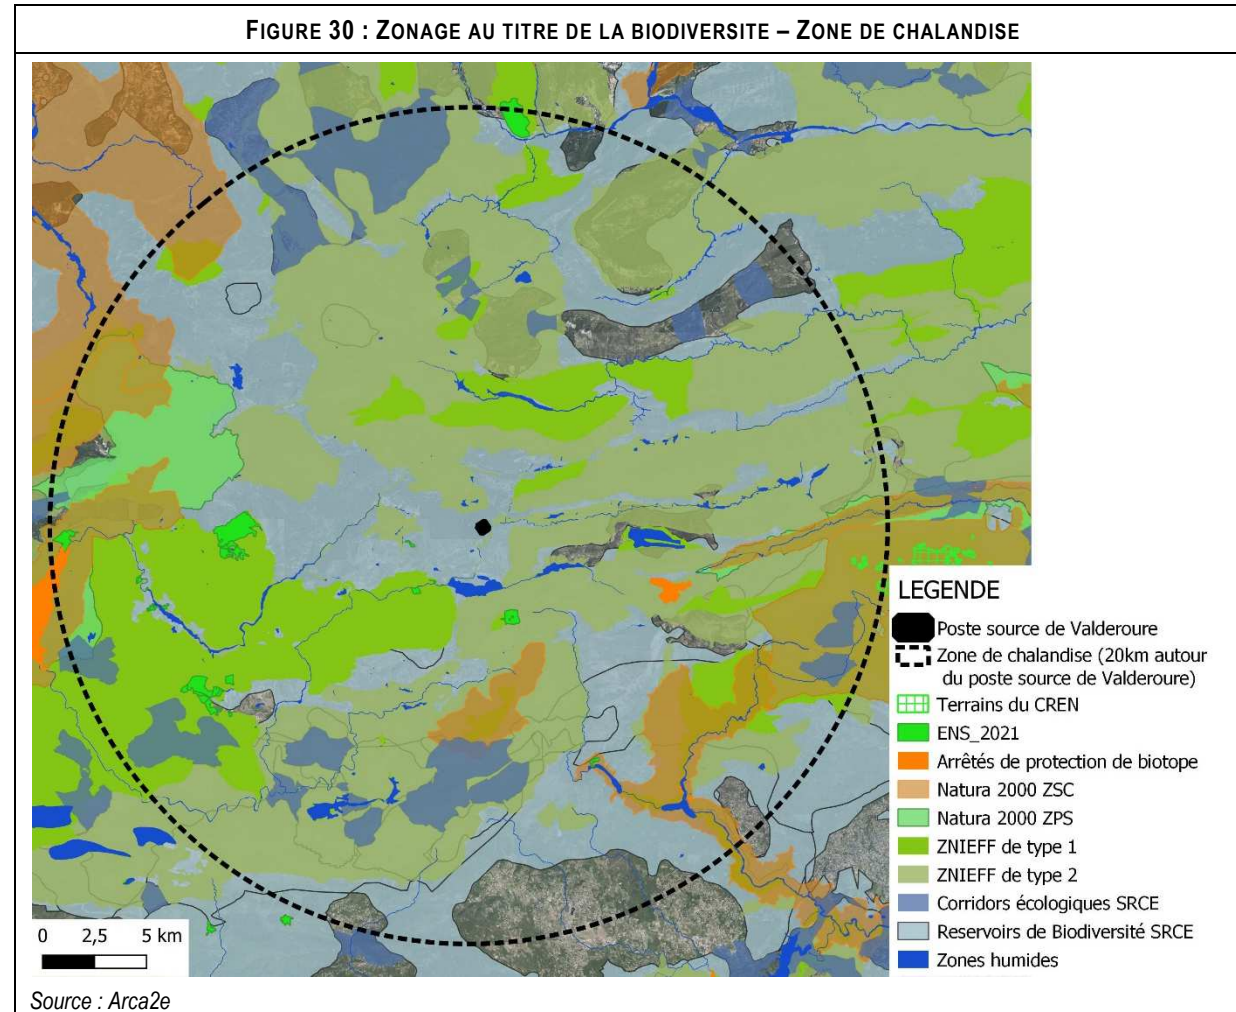 FIGURE 30 : ZONAGE AU TITRE DE LA BIODIVERSITE – ZONE DE CHALANDISE
LEGENDE
Poste source de Valderoure
Zone de chalandise (20km autour
du poste source de Valderoure)
Terrains du CREN
ENS_2021
Arrêtés de protection de biotope
Natura 2000 ZSC
Natura 2000 ZPS
ZNIEFF de type 1
ZNIEFF de type 2
Corridors écologiques SRCE
Reservoirs de Biodiversité SRCE
Zones humides
0 2,5 5 km
Source : Arca2e